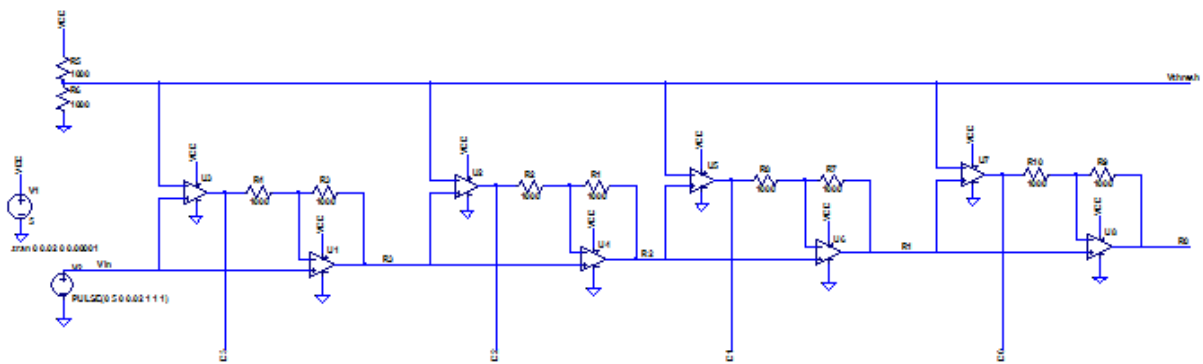 VCC
R5
1000
R6
1000
Vthresh
VCC
V1
5
VCC
U3
R4
1000
R3
1000
VCC
U1
R3
VCC
U2
R2
1000
R1
1000
VCC
U4
R2
VCC
U5
R7
1000
1000
VCC
U6
R1
VCC
U7
R10
1000
R9
1000
VCC
U8
R0
.tran 0 0.02 0 0.00001
Vin
V2
PULSE(0 5 0 0.02 1 1 1)